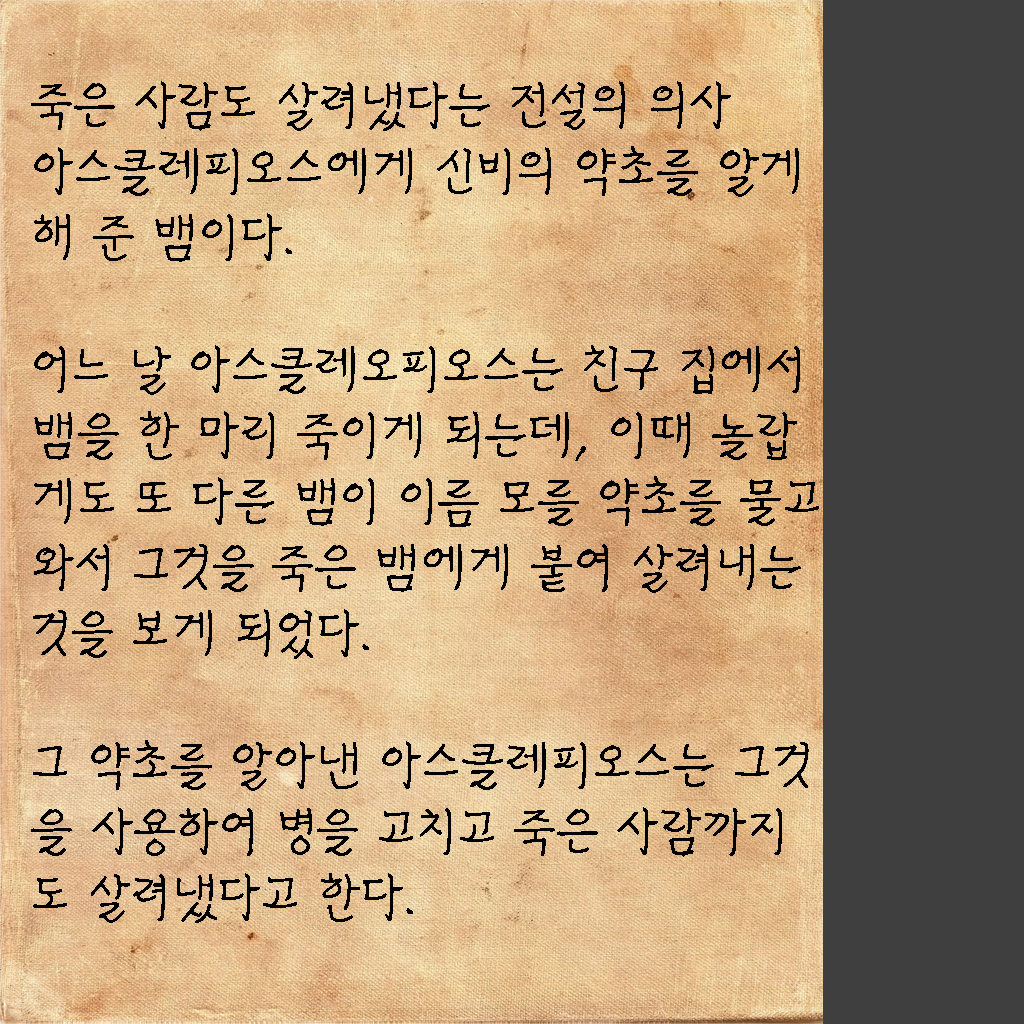 죽은 사람도 살려냈다는 전설의 의사
아스클레피오스에게 신비의 약초를 알게
해 준 뱀이다.
어느 날 아스클레오피오스는 친구 집에서
뱀을 한 마리 죽이게 되는데, 이때 놀랍
게도 또 다른 뱀이 이름 모를 약초를 물고
와서 그것을 죽은 뱀에게 붙여 살려내는
것을 보게 되었다.
그 약초를 알아낸 아스클레피오스는 그것
을 사용하여 병을 고치고 죽은 사람까지
도 살려냈다고 한다.